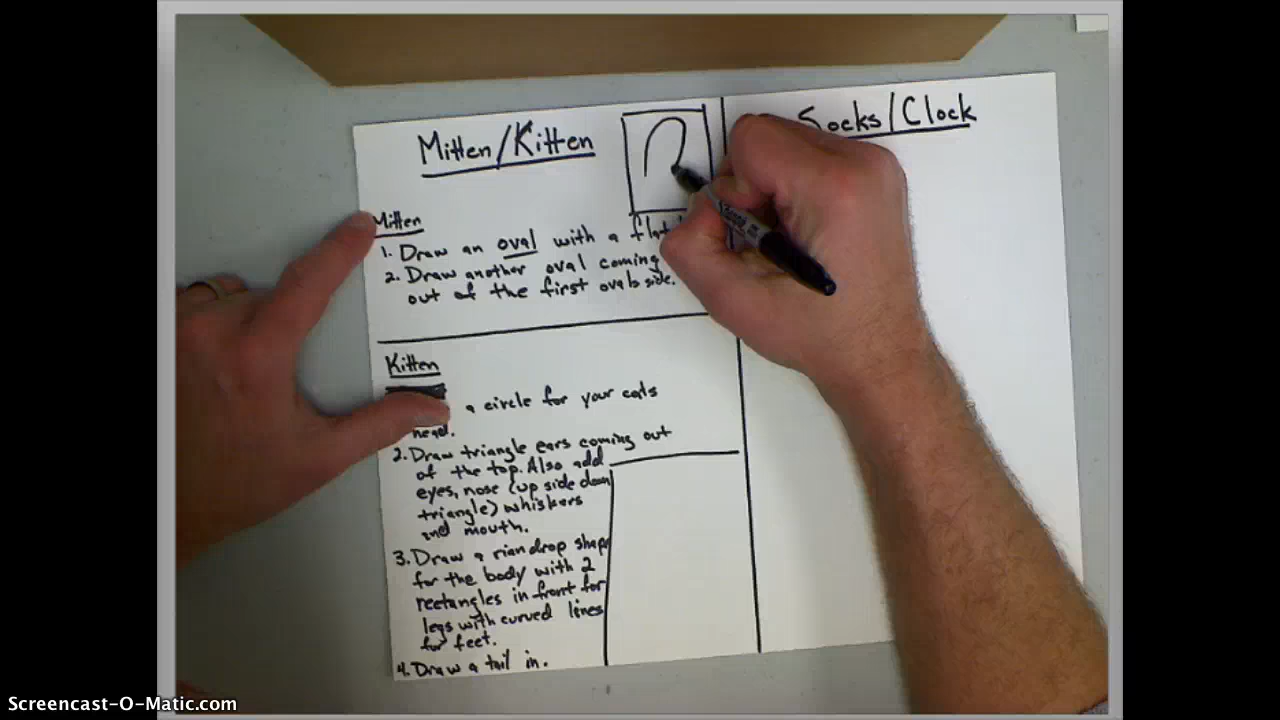 Mitten/Kitten
Socks/Clock
Mitten
1. Draw an oval with a flat
2. Draw another oval coming
out of the first ovals side.
Kitten
a circle for your cats
head.
2. Draw triangle ears coming out
of the top. Also add
eyes, nose (up side down
triangle) whiskers
and mouth.
3. Draw a riandrop shape
for the body with 2
rectangles in front for
legs with curved lines
for feet.
4. Draw a tail in.
Screencast-O-Matic.com